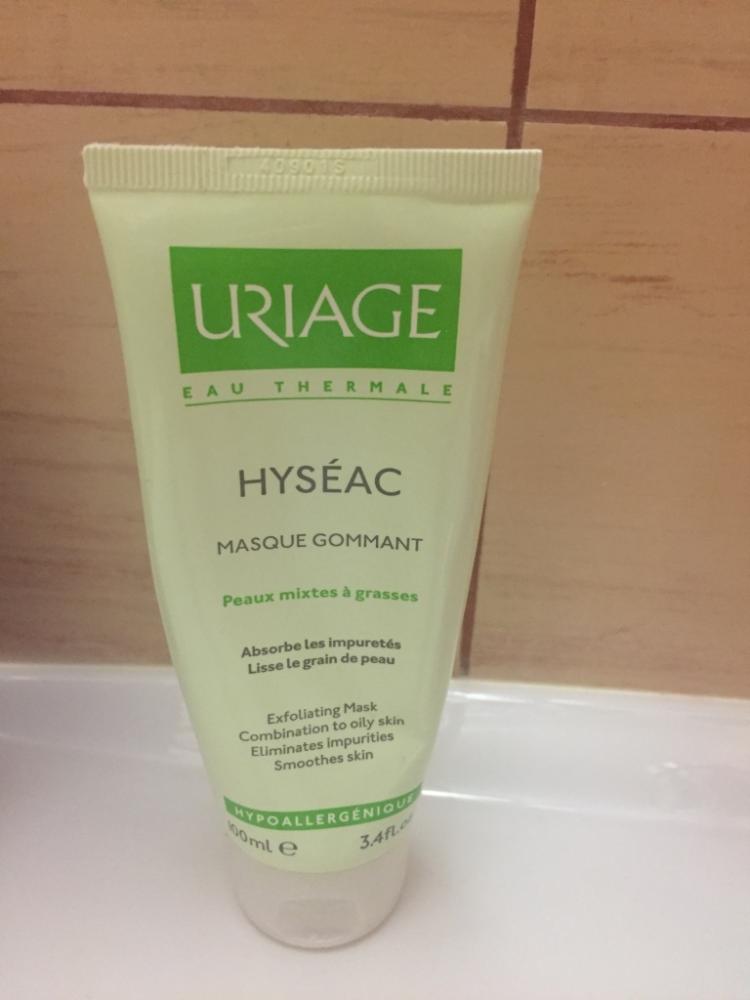 URIAGE
EAU THERMALE
HYSÉAC
MASQUE GOMMANT
Peaux mixtes à grasses
Absorbe les impuretés
Lisse le grain de peau
Exfoliating Mask
Combination to oily skin
Eliminates impurities
Smoothes skin
HYPOALLERGÉNIQUE
100ml e 3.4fl.oz